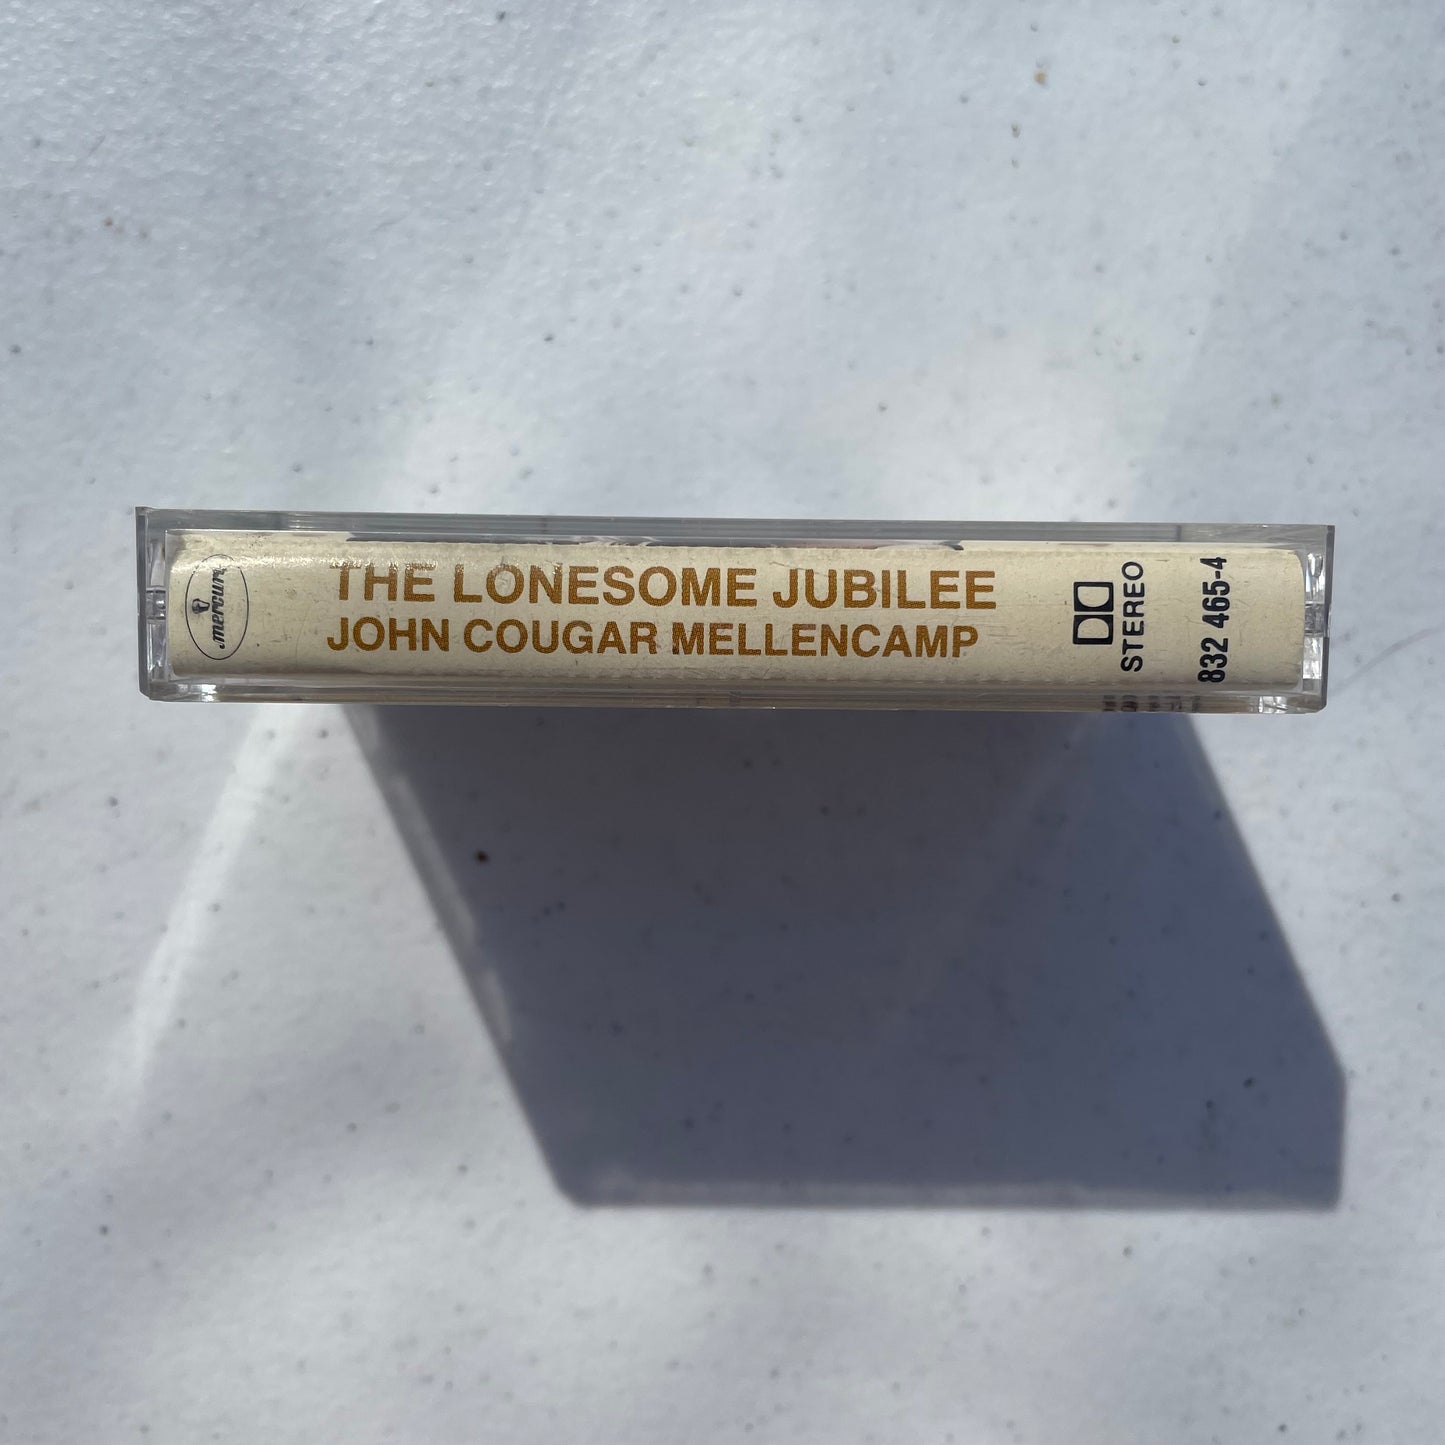 mercury
THE LONESOME JUBILEE
JOHN COUGAR MELLENCAMP
STEREO
832 465-4